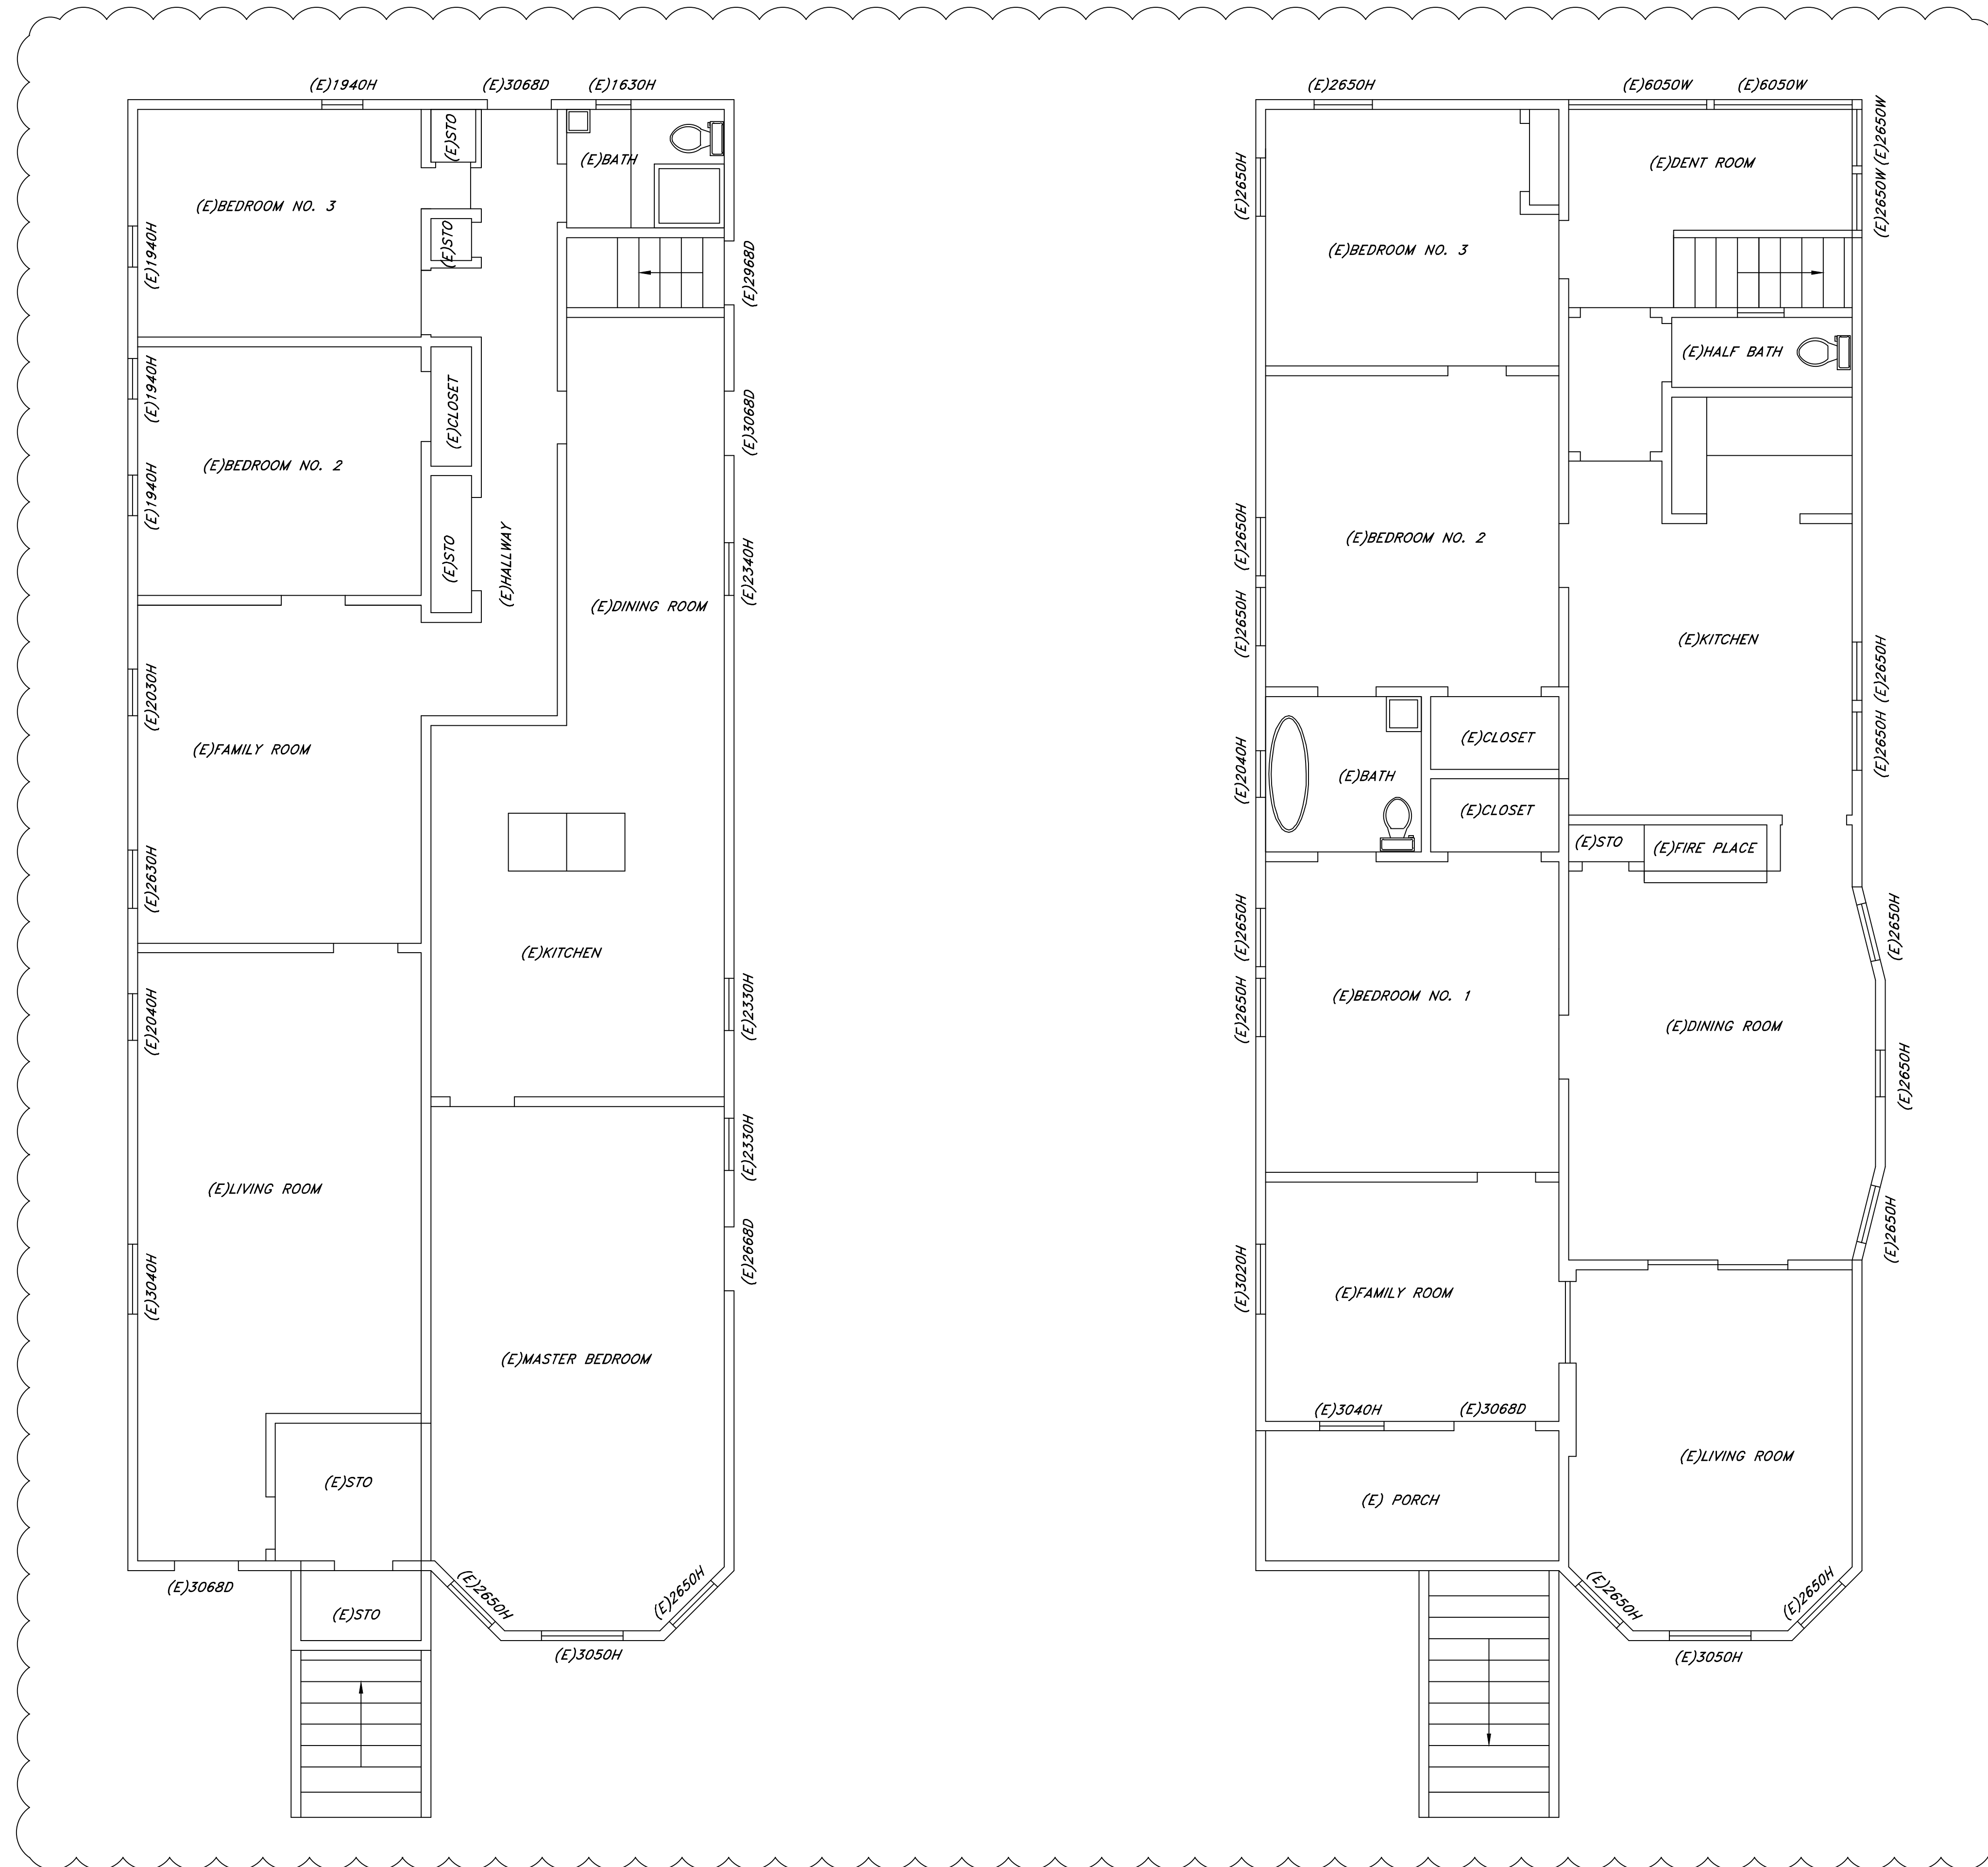 (E)1940H
(E)3068D
(E)1630H
(E)STO
(E)BATH
(E)BEDROOM NO. 3
(E)STO
(E)1940H
(E)2968D
(E)1940H
(E)CLOSET
(E)3068D
(E)BEDROOM NO. 2
(E)1940H
(E)STO
(E)HALLWAY
(E)2340H
(E)DINING ROOM
(E)2030H
(E)FAMILY ROOM
(E)2630H
(E)KITCHEN
(E)2040H
(E)2330H
(E)2330H
(E)LIVING ROOM
(E)2668D
(E)3040H
(E)MASTER BEDROOM
(E)STO
(E)3068D
(E)STO
(E)2650H
(E)2650H
(E)3050H
(E)2650H
(E)6050W
(E)6050W
(E)2650W
(E)2650W
(E)DENT ROOM
(E)2650H
(E)BEDROOM NO. 3
(E)HALF BATH
(E)2650H
(E)BEDROOM NO. 2
(E)2650H
(E)KITCHEN
(E)2650H
(E)2650H
(E)2040H
(E)BATH
(E)CLOSET
(E)CLOSET
(E)STO
(E)FIRE PLACE
(E)2650H
(E)2650H
(E)2650H
(E)BEDROOM NO. 1
(E)DINING ROOM
(E)2650H
(E)2650H
(E)3020H
(E)FAMILY ROOM
(E)3040H
(E)3068D
(E)LIVING ROOM
(E) PORCH
(E)2650H
(E)2650H
(E)3050H